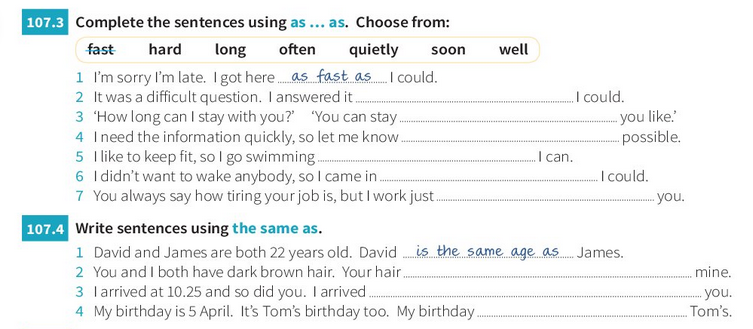 107.3 Complete the sentences using as … as. Choose from:
fast hard long often quietly soon well
1 I'm sorry I'm late. I got here as fast as I could.
2 It was a difficult question. I answered it ........ I could.
3 'How long can I stay with you?' 'You can stay ........ you like.'
4 I need the information quickly, so let me know ........ possible.
5 I like to keep fit, so I go swimming ........ I can.
6 I didn't want to wake anybody, so I came in ........ I could.
7 You always say how tiring your job is, but I work just ........ you.
107.4 Write sentences using the same as.
1 David and James are both 22 years old. David is the same age as James.
2 You and I both have dark brown hair. Your hair ........ mine.
3 I arrived at 10.25 and so did you. I arrived ........ you.
4 My birthday is 5 April. It's Tom's birthday too. My birthday ........ Tom's.